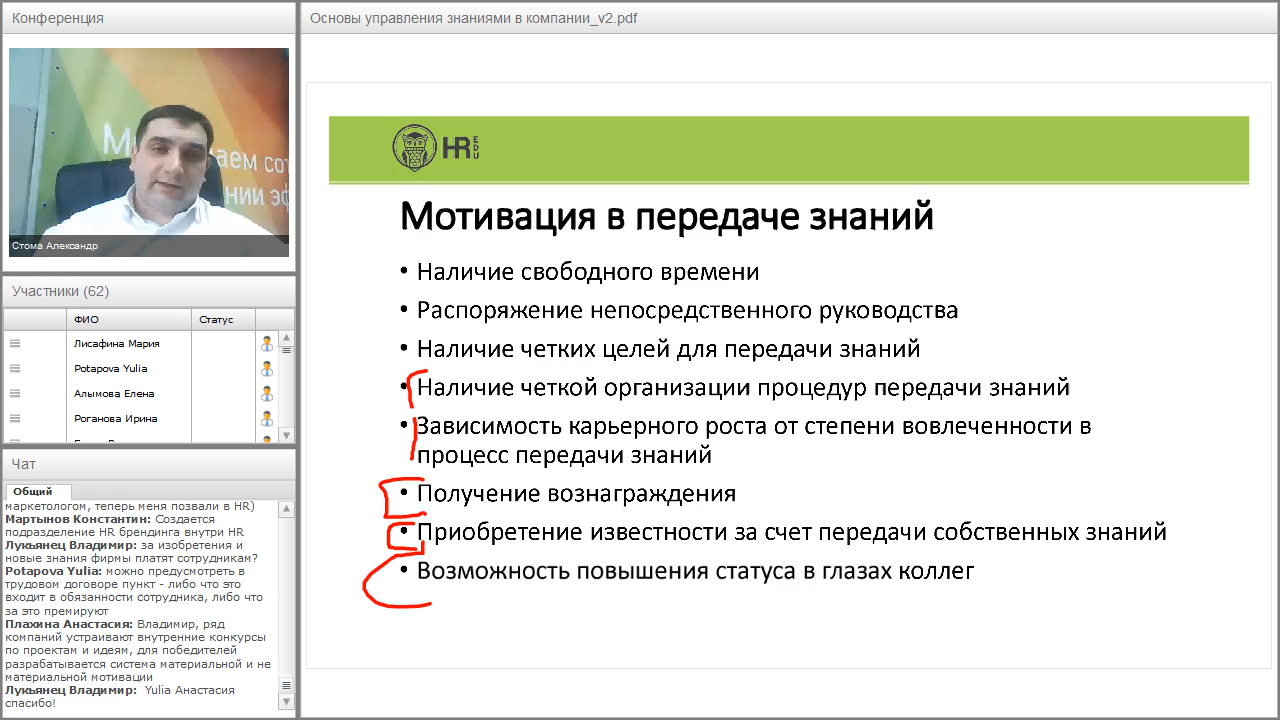 Конференция
Основы управления знаниями в компании_v2.pdf
Стома Александр
Участники (62)
ФИО
Статус
Лисафина Мария
Potapova Yulia
Алымова Елена
Роганова Ирина
Чат
Общий
маркетологом, теперь меня позвали в HR)
Мартынов Константин: Создается
подразделение HR брендинга внутри HR
Лукьянец Владимир: за изобретения и
новые знания фирмы платят сотрудникам?
Potapova Yulia: можно предусмотреть в
трудовом договоре пункт - либо что это
входит в обязанности сотрудника, либо что
за это премируют
Плахина Анастасия: Владимир, ряд
компаний устраивают внутренние конкурсы
по проектам и идеям, для победителей
разрабатывается система материальной и не
материальной мотивации
Лукьянец Владимир: Yulia Анастасия
спасибо!
HR EDU
Мотивация в передаче знаний
• Наличие свободного времени
• Распоряжение непосредственного руководства
• Наличие четких целей для передачи знаний
• Наличие четкой организации процедур передачи знаний
• Зависимость карьерного роста от степени вовлеченности в
процесс передачи знаний
• Получение вознаграждения
• Приобретение известности за счет передачи собственных знаний
• Возможность повышения статуса в глазах коллег